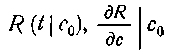 R (t | c₀), ∂R/∂c | c₀